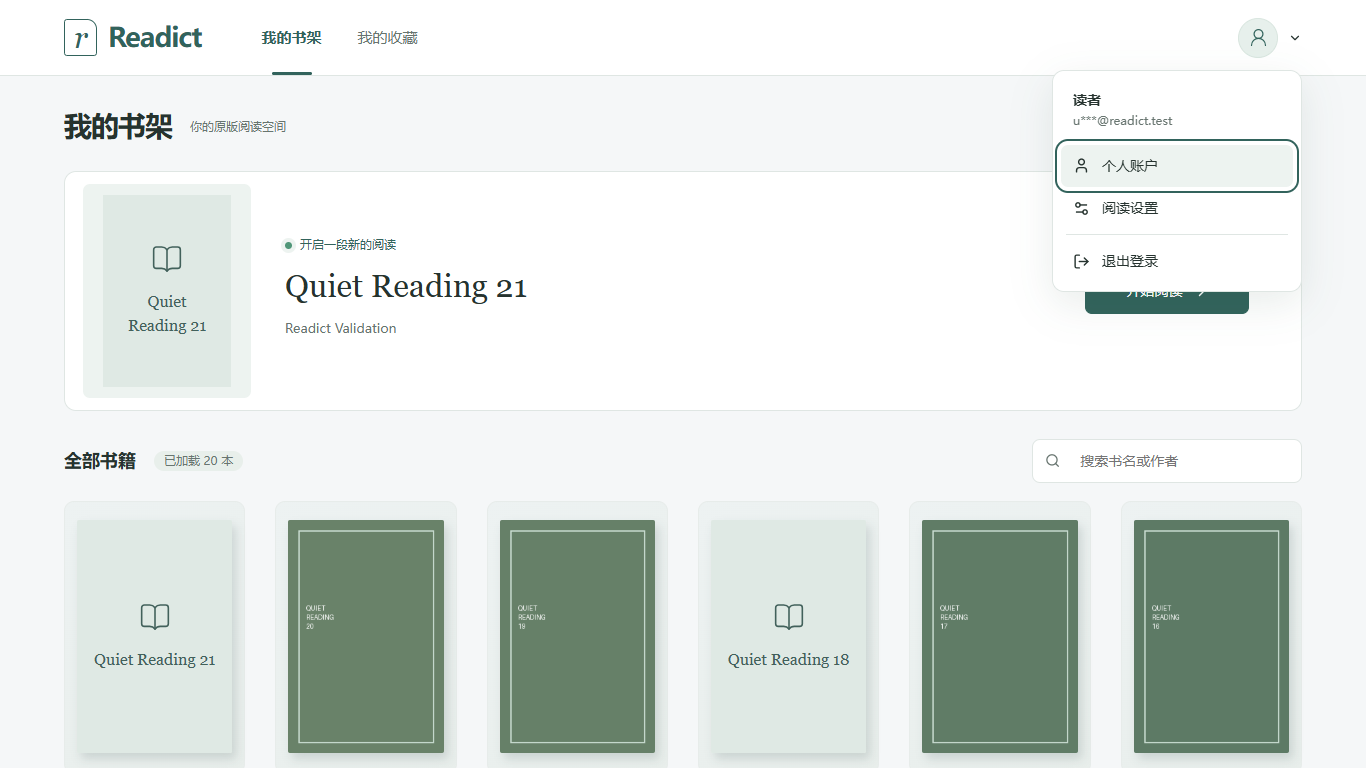 r Readict
我的书架
我的收藏
读者
u***@readict.test
个人账户
阅读设置
退出登录
我的书架
你的原版阅读空间
Quiet
Reading 21
开启一段新的阅读
Quiet Reading 21
Readict Validation
开始阅读
全部书籍
已加载 20 本
搜索书名或作者
Quiet Reading 21
QUIET
READING
20
QUIET
READING
19
Quiet Reading 18
QUIET
READING
17
QUIET
READING
16